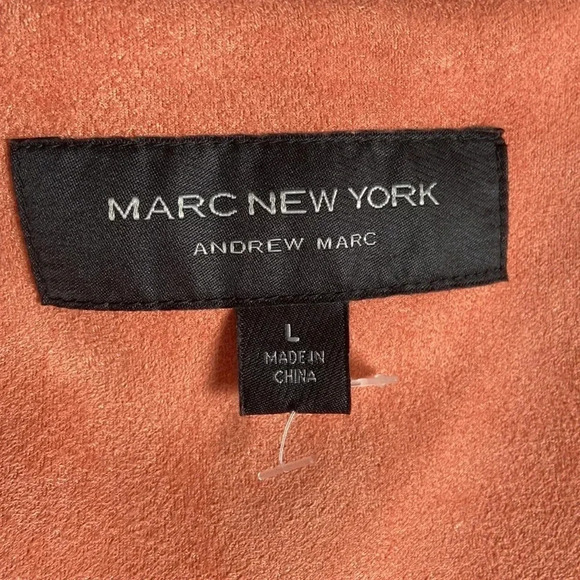 MARC NEW YORK
ANDREW MARC
L
MADE IN
CHINA